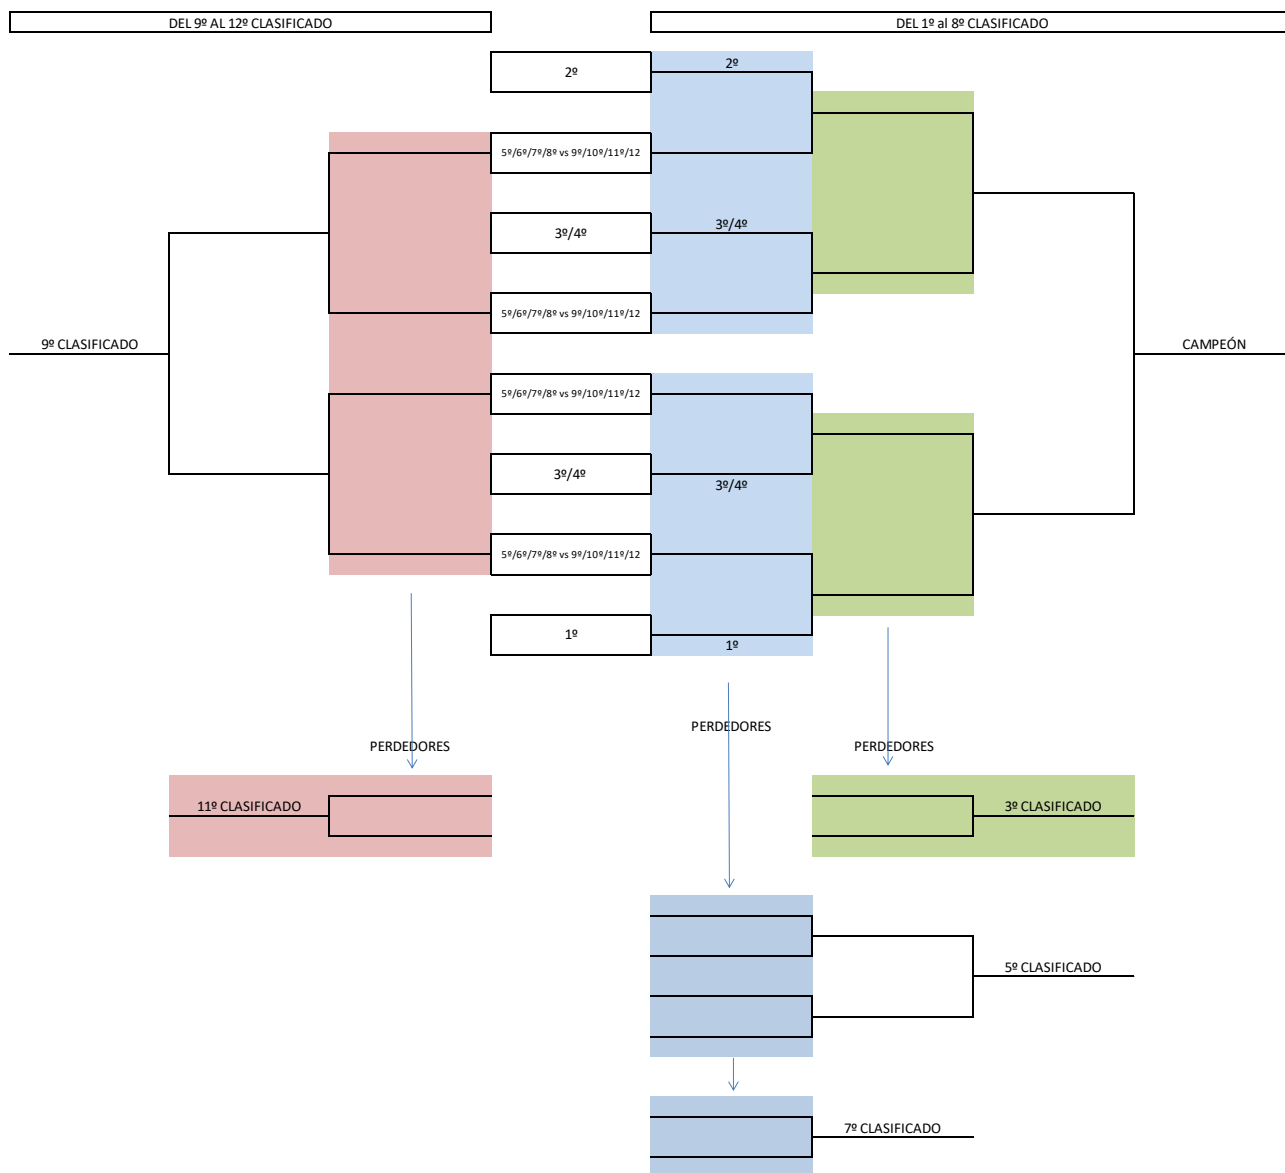 DEL 9º AL 12º CLASIFICADO
DEL 1º al 8º CLASIFICADO
2º
2º
5º/6º/7º/8º vs 9º/10º/11º/12
3º/4º
3º/4º
5º/6º/7º/8º vs 9º/10º/11º/12
9º CLASIFICADO
CAMPEÓN
5º/6º/7º/8º vs 9º/10º/11º/12
3º/4º
3º/4º
5º/6º/7º/8º vs 9º/10º/11º/12
1º
1º
PERDEDORES
PERDEDORES
PERDEDORES
11º CLASIFICADO
3º CLASIFICADO
5º CLASIFICADO
7º CLASIFICADO